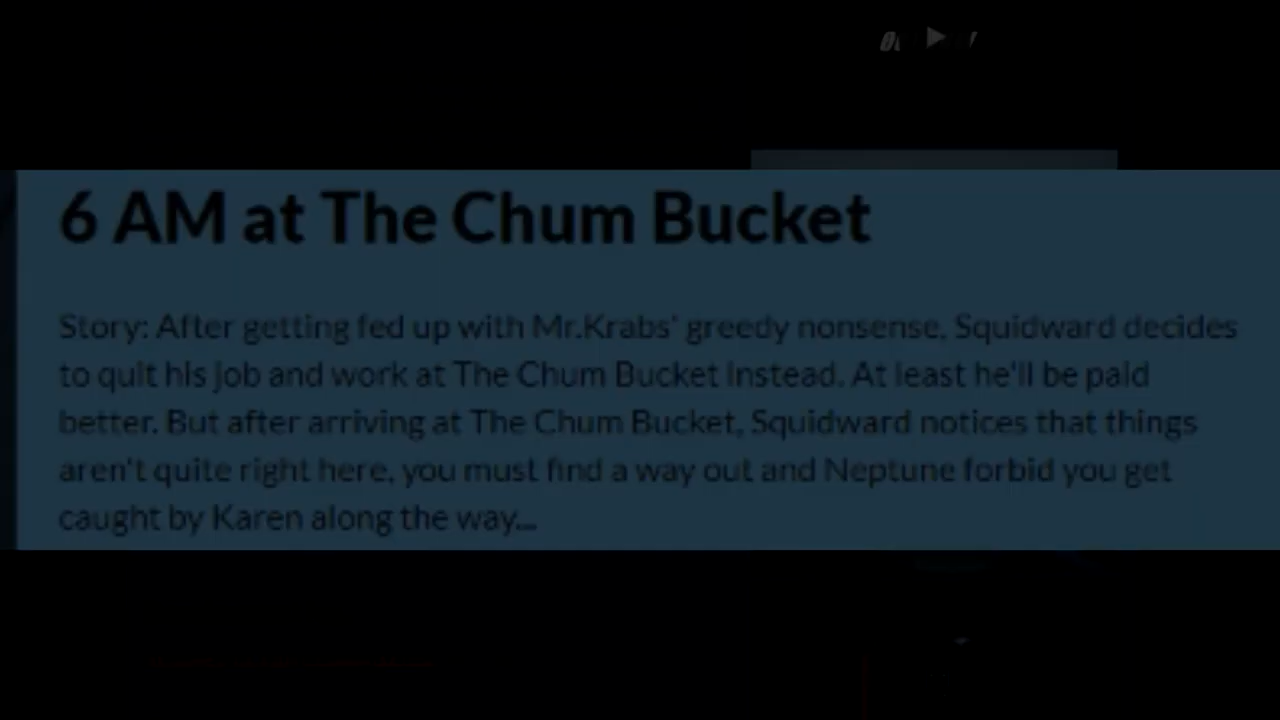 6 AM at The Chum Bucket
Story: After getting fed up with Mr.Krabs' greedy nonsense, Squidward decides
to quit his job and work at The Chum Bucket instead. At least he'll be paid
better. But after arriving at The Chum Bucket, Squidward notices that things
aren't quite right here, you must find a way out and Neptune forbid you get
caught by Karen along the way...